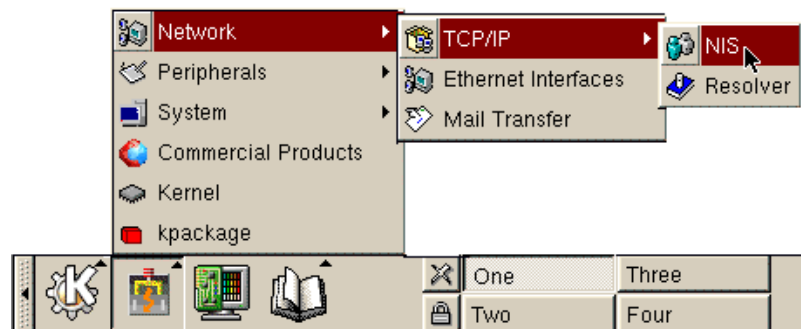 Network
Peripherals
System
Commercial Products
Kernel
kpackage
TCP/IP
Ethernet Interfaces
Mail Transfer
NIS
Resolver
K
One
Two
Three
Four